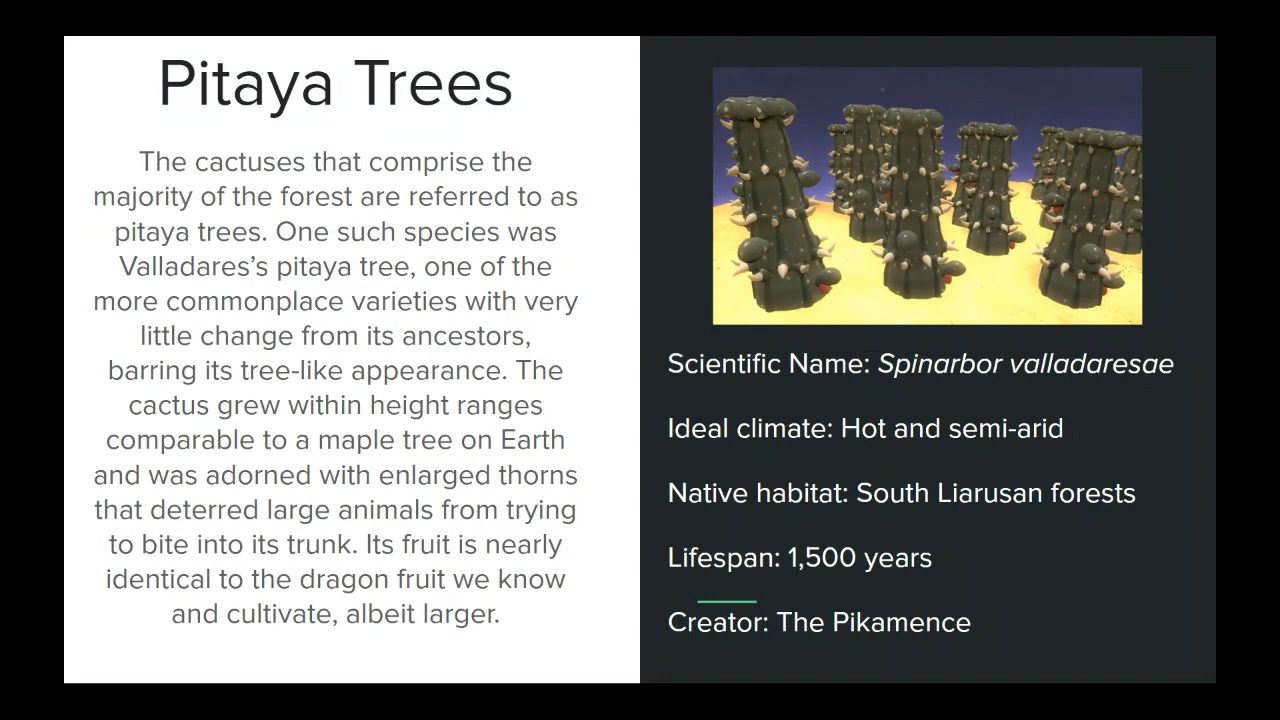 Pitaya Trees
The cactuses that comprise the
majority of the forest are referred to as
pitaya trees. One such species was
Valladares’s pitaya tree, one of the
more commonplace varieties with very
little change from its ancestors,
barring its tree-like appearance. The
cactus grew within height ranges
comparable to a maple tree on Earth
and was adorned with enlarged thorns
that deterred large animals from trying
to bite into its trunk. Its fruit is nearly
identical to the dragon fruit we know
and cultivate, albeit larger.
Scientific Name: Spinarbor valladaresae
Ideal climate: Hot and semi-arid
Native habitat: South Liarusan forests
Lifespan: 1,500 years
Creator: The Pikamence